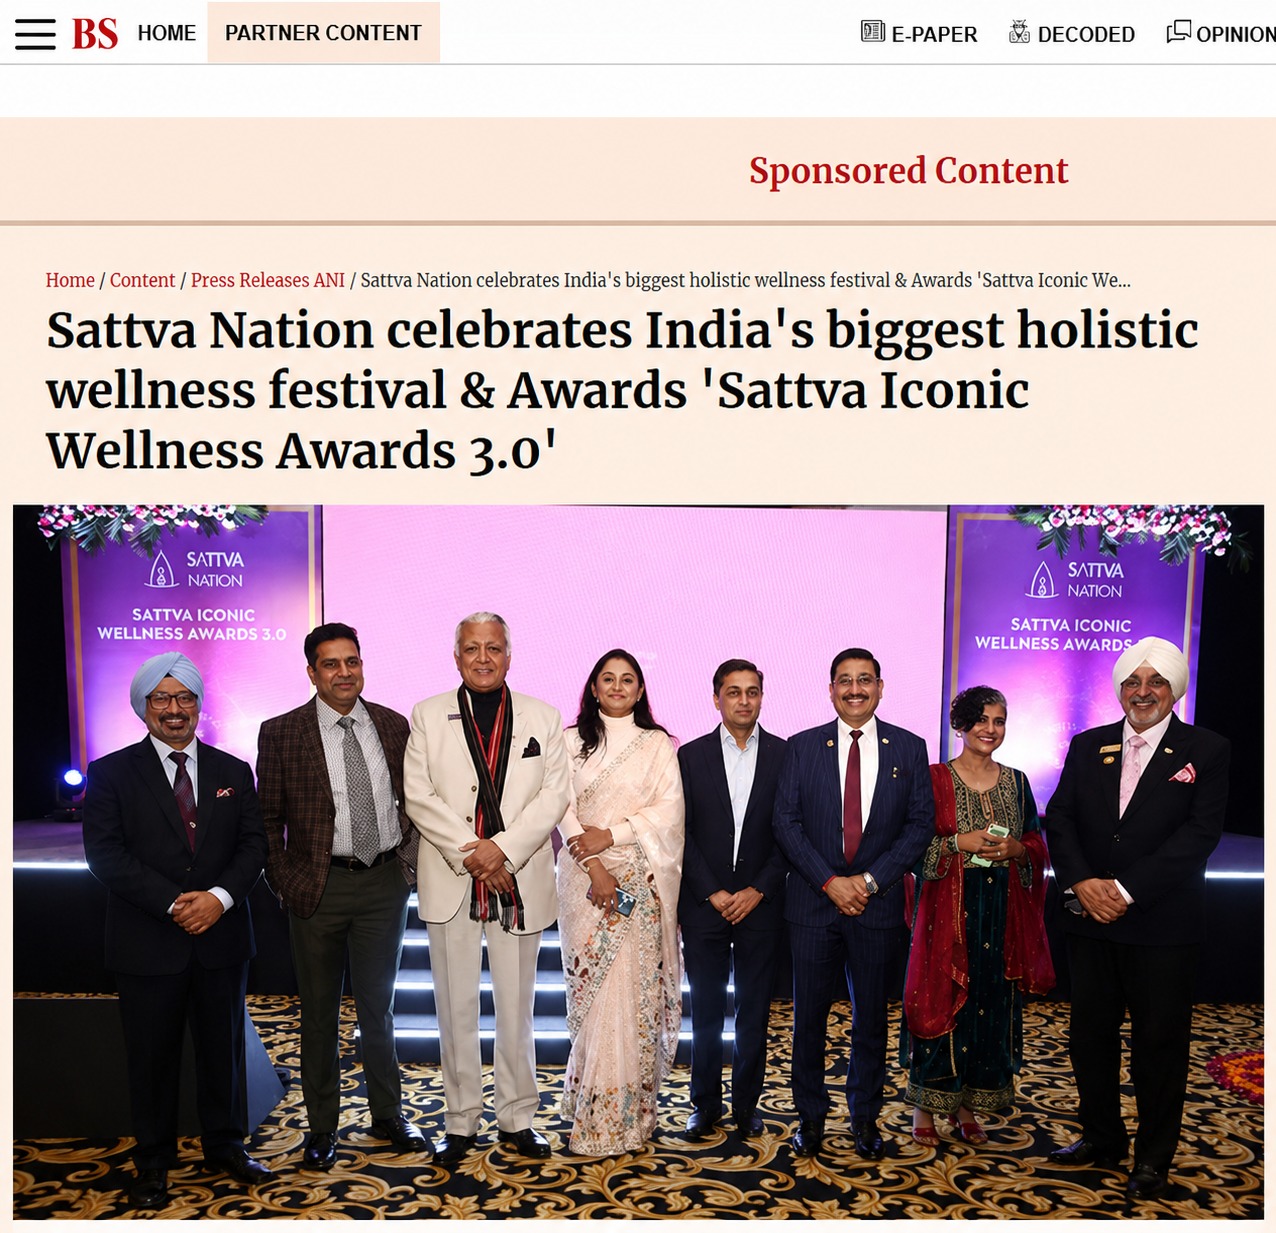 BS HOME PARTNER CONTENT E-PAPER DECODED OPINION
Sponsored Content
Home / Content / Press Releases ANI / Sattva Nation celebrates India's biggest holistic wellness festival & Awards 'Sattva Iconic We...
Sattva Nation celebrates India's biggest holistic
wellness festival & Awards 'Sattva Iconic
Wellness Awards 3.0'
SATTVA
NATION
SATTVA ICONIC
WELLNESS AWARDS 3.0
SATTVA
NATION
SATTVA ICONIC
WELLNESS AWARDS